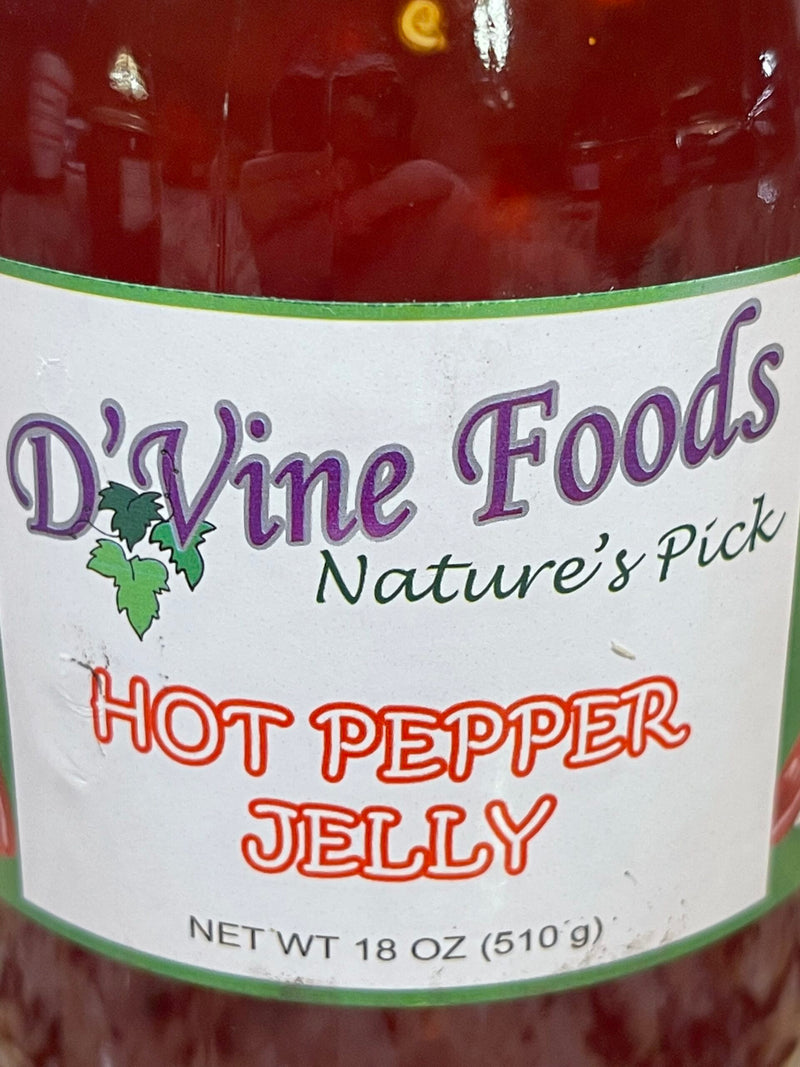 D'Vine Foods
Nature's Pick
HOT PEPPER
JELLY
NET WT 18 OZ (510 g)